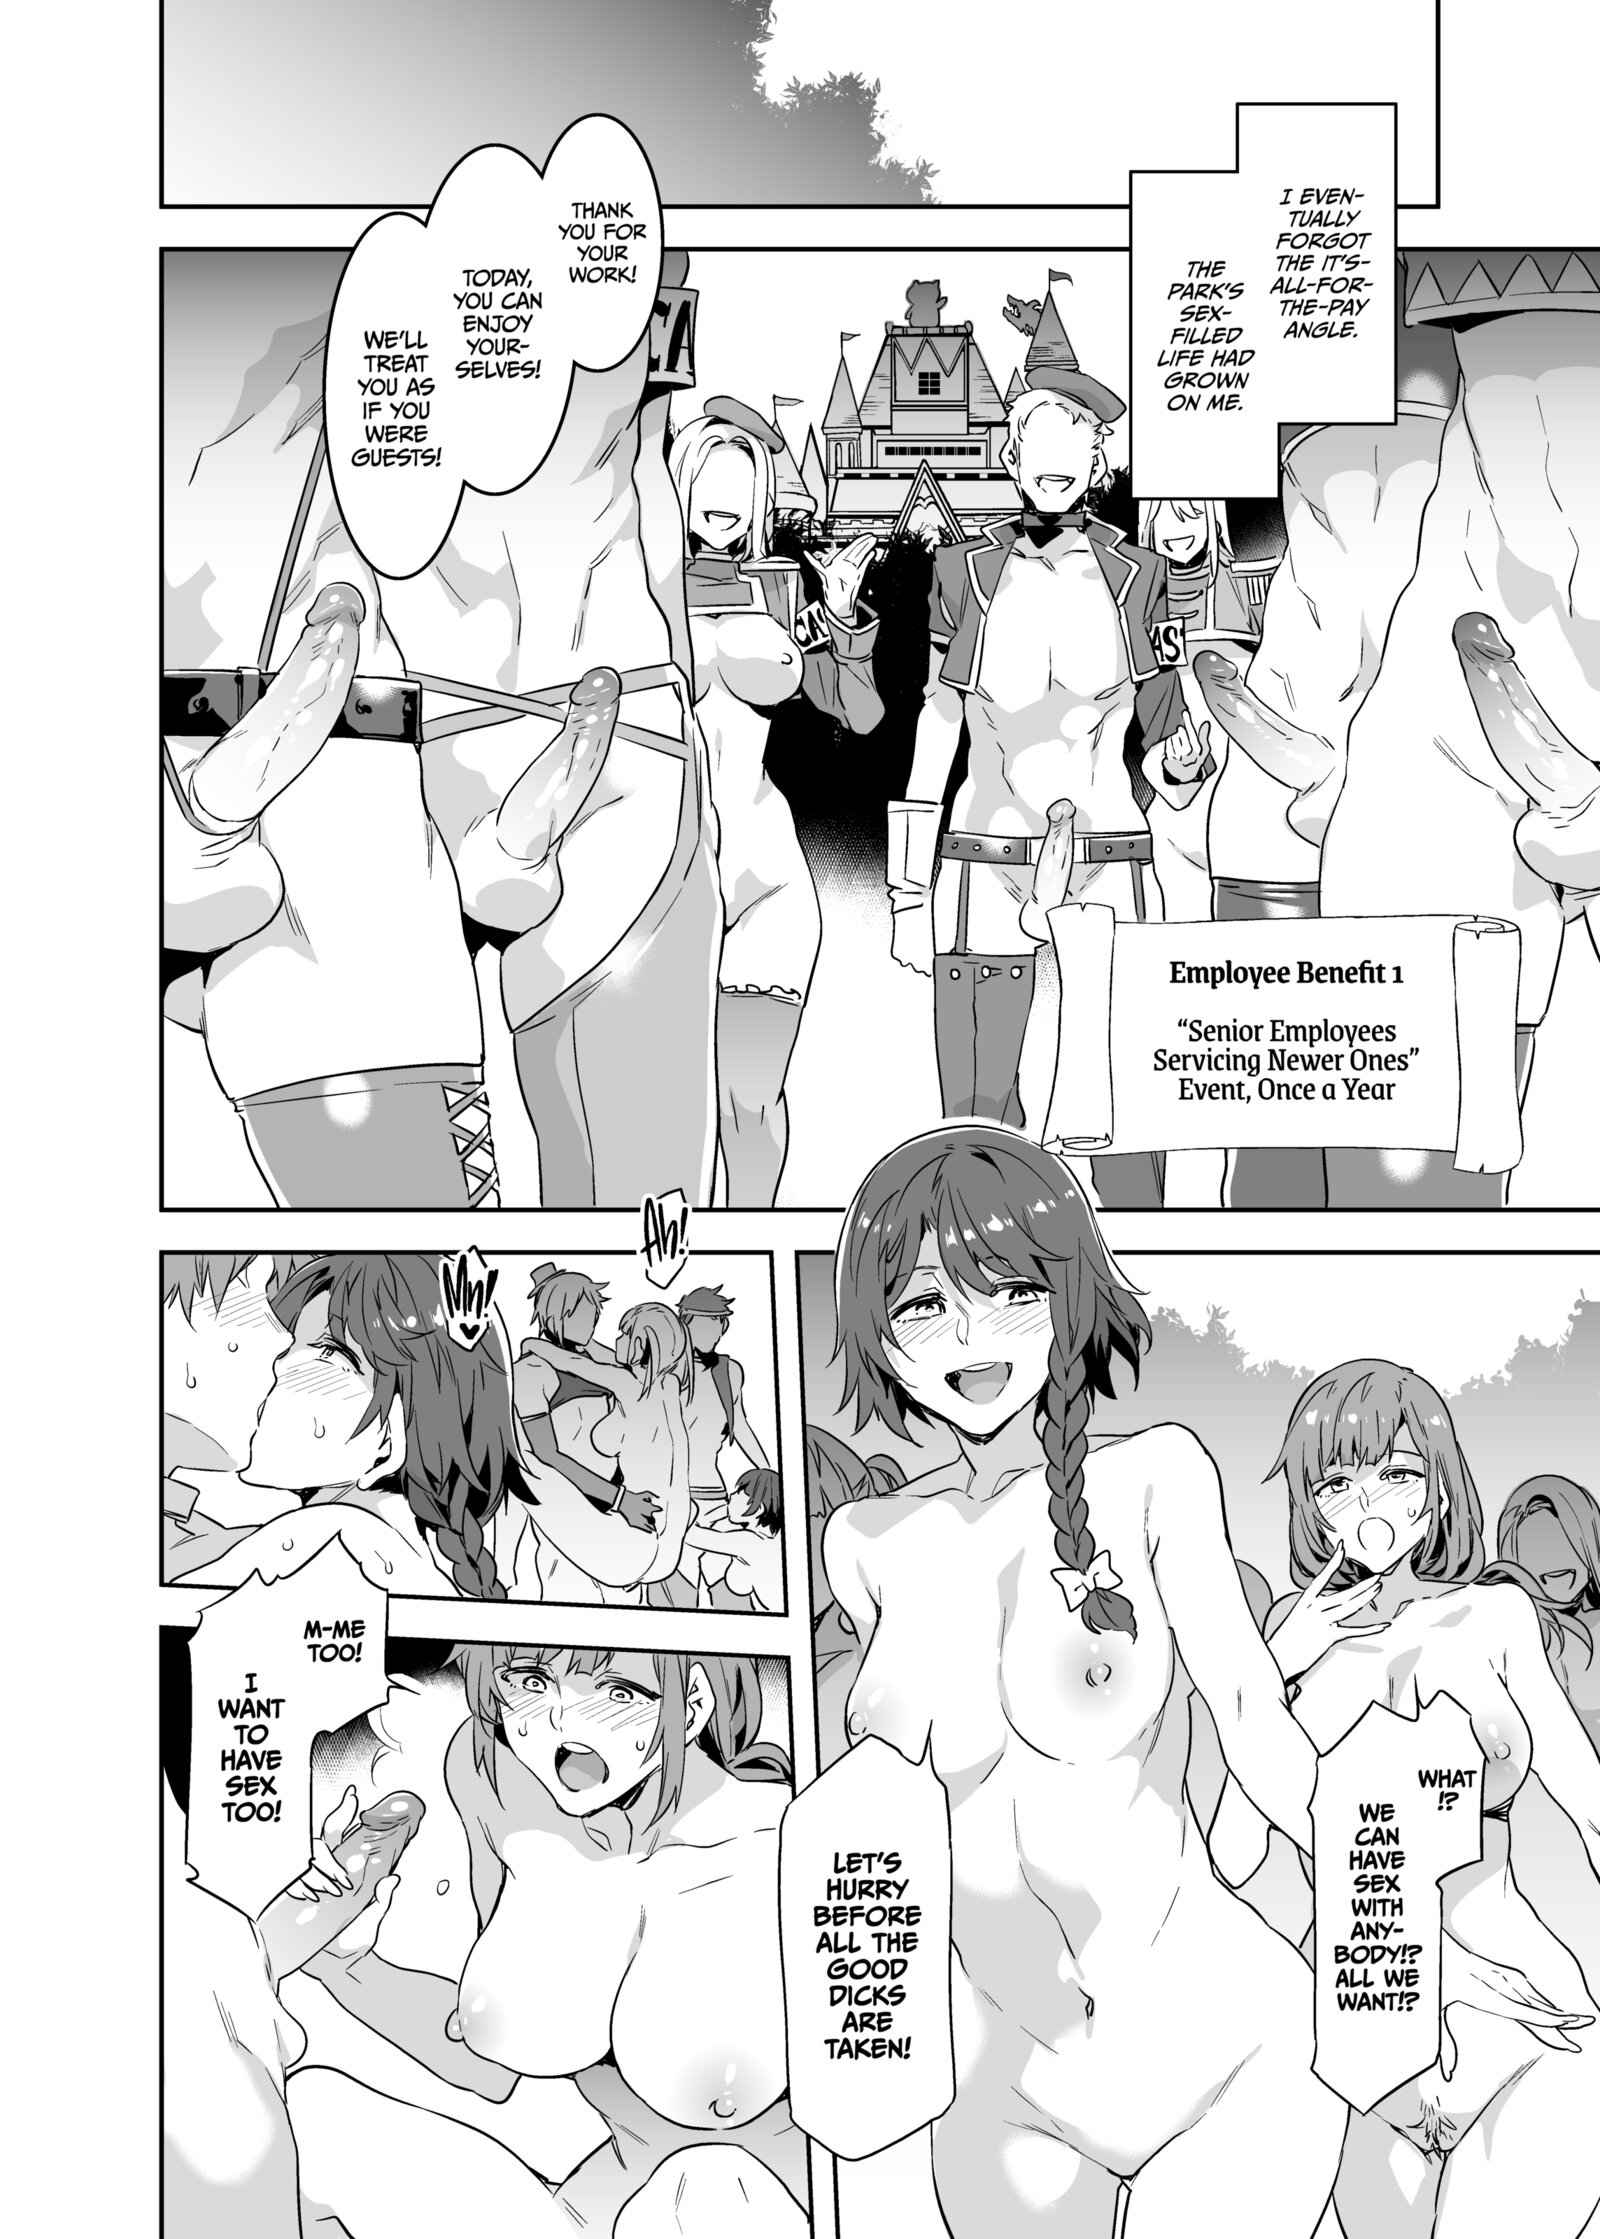 I EVEN-
TUALLY
FORGOT
THE IT'S-
ALL-FOR-
THE-PAY
ANGLE.
THE
PARK'S
SEX-
FILLED
LIFE HAD
GROWN
ON ME.
THANK
YOU FOR
YOUR
WORK!
TODAY,
YOU CAN
ENJOY
YOUR-
SELVES!
WE'LL
TREAT
YOU AS
IF YOU
WERE
GUESTS!
CA
CAS
AS
Employee Benefit 1
“Senior Employees
Servicing Newer Ones”
Event, Once a Year
WHAT
!?
WE
CAN
HAVE
SEX
WITH
ANY-
BODY!?
ALL WE
WANT!?
LET'S
HURRY
BEFORE
ALL THE
GOOD
DICKS
ARE
TAKEN!
Ah!
Mn!
M-ME
TOO!
I
WANT
TO
HAVE
SEX
TOO!